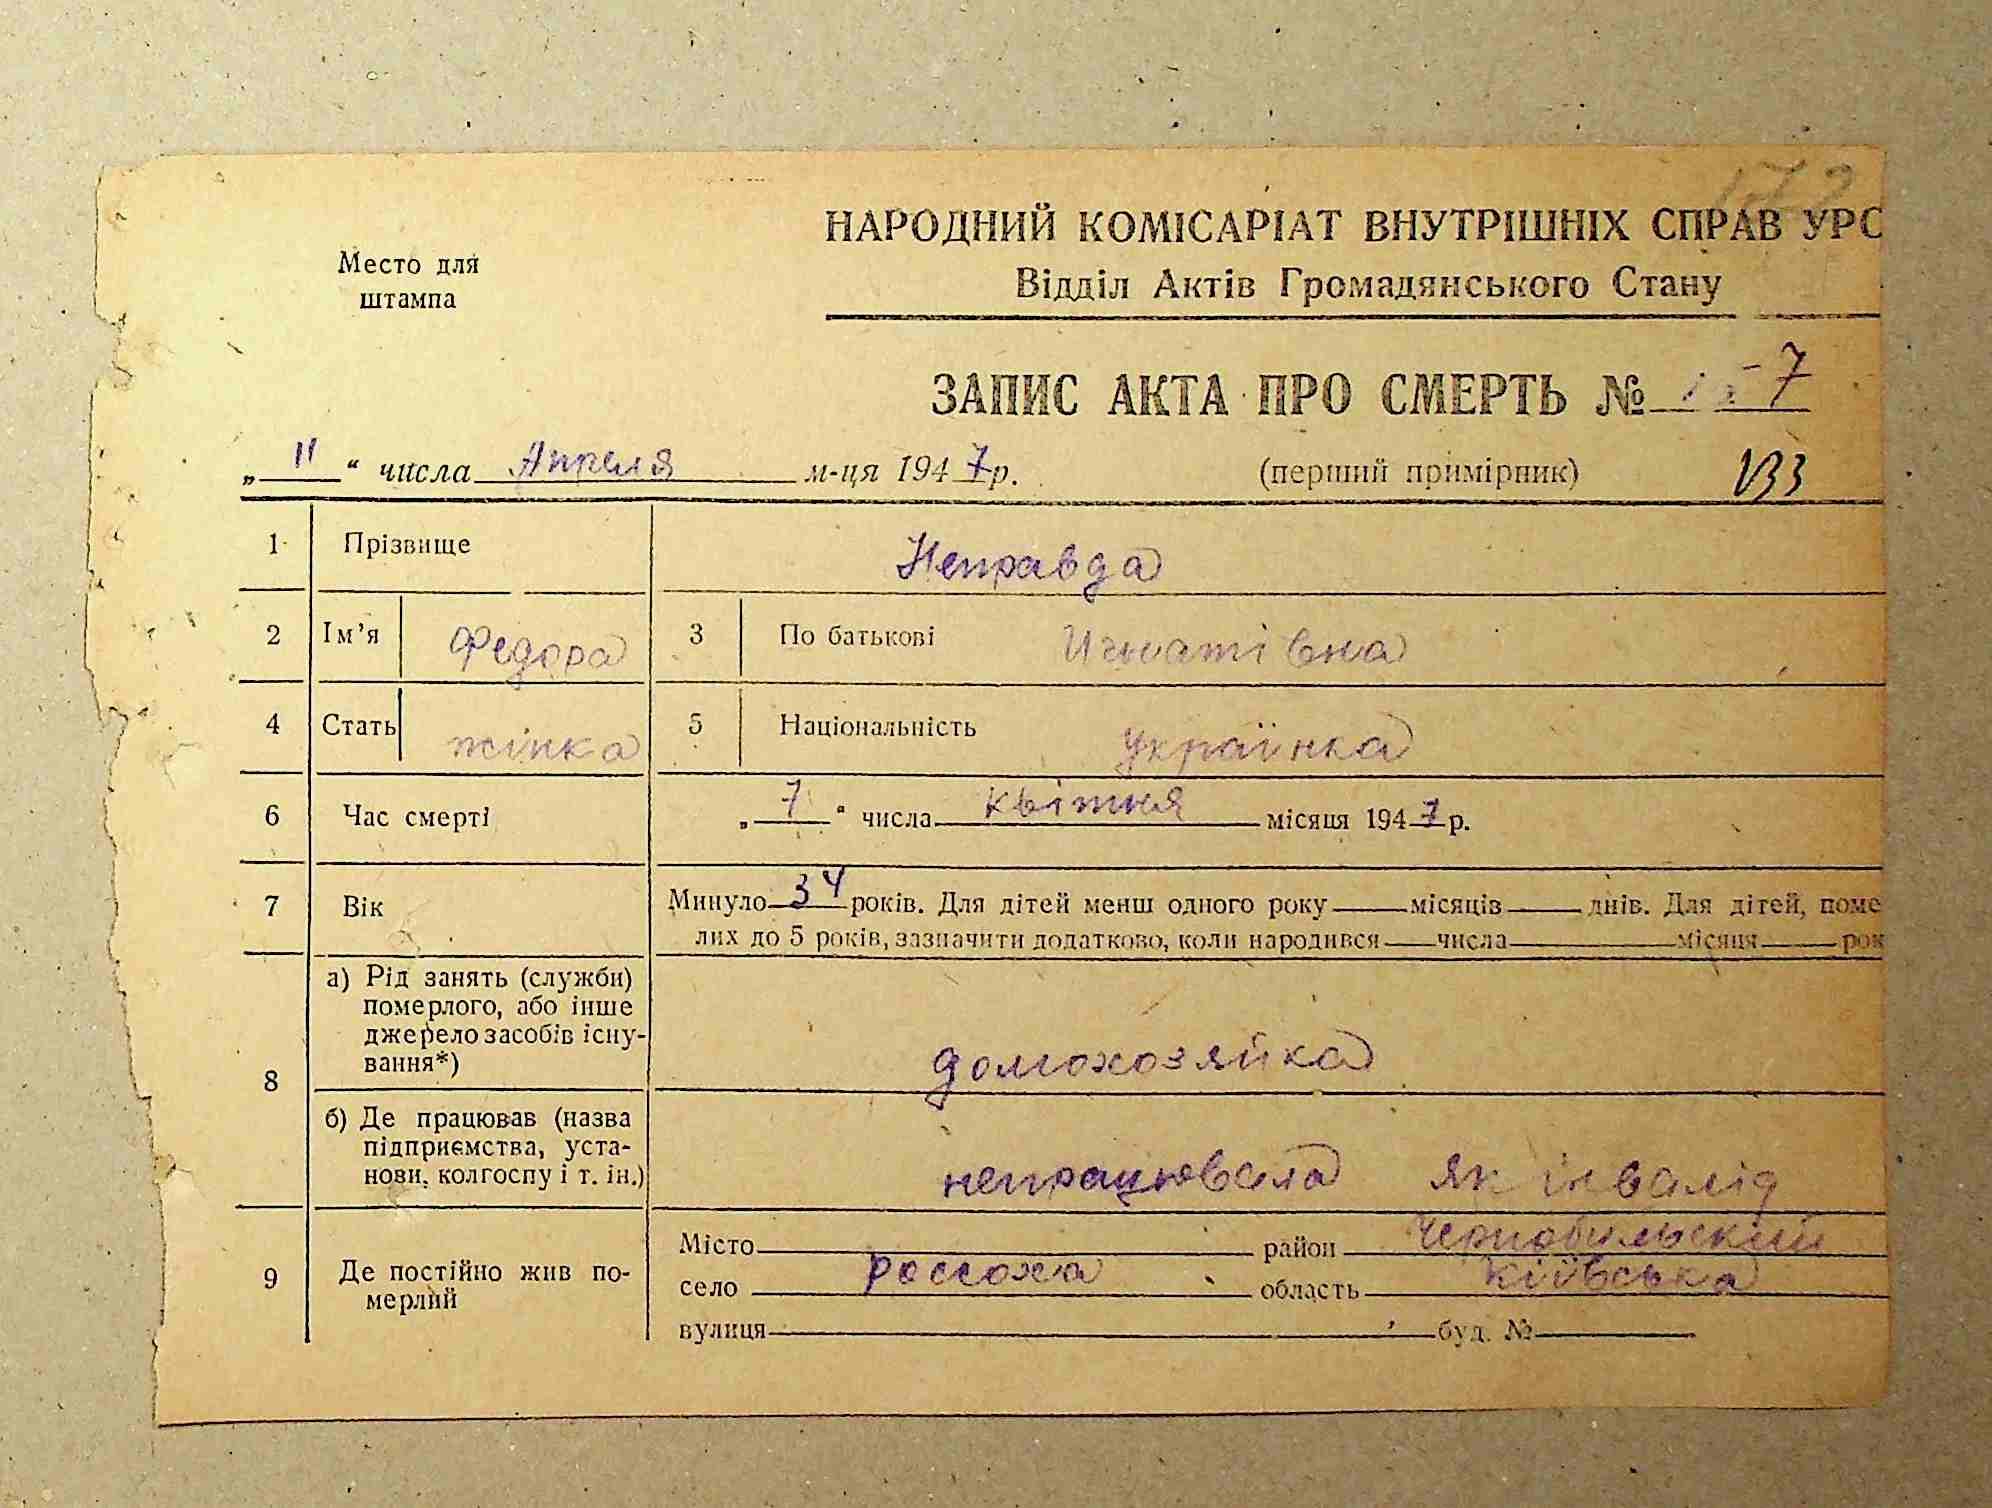 173
НАРОДНИЙ КОМІСАРІАТ ВНУТРІШНІХ СПРАВ УРС
Место для штампа
Відділ Актів Громадянського Стану
ЗАПИС АКТА ПРО СМЕРТЬ № 157
„11“ числа Апреля м-ця 1947 р. (перший примірник) 133
1 Прізвище Неправда
2 Ім'я Федора 3 По батькові Игнатівна
4 Стать жінка 5 Національність українка
6 Час смерті „7“ числа квітня місяця 1947 р.
7 Вік Минуло 34 років. Для дітей менш одного року місяців днів. Для дітей, поме
лих до 5 років, зазначити додатково, коли народився числа місяця рок
8 а) Рід занять (служби)
померлого, або інше
джерело засобів існу-
вання*) домохозяйка
б) Де працював (назва
підприємства, уста-
нови, колгоспу і т. ін.) непрацювала як інвалід
9 Де постійно жив по-
мерлий
Місто район Чернобильский
село россоха область Київська
вулиця буд. №